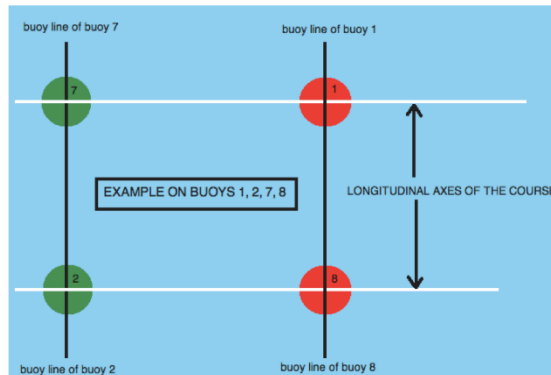 buoy line of buoy 7
buoy line of buoy 1
7
1
EXAMPLE ON BUOYS 1, 2, 7, 8
LONGITUDINAL AXES OF THE COURSE
2
8
buoy line of buoy 2
buoy line of buoy 8